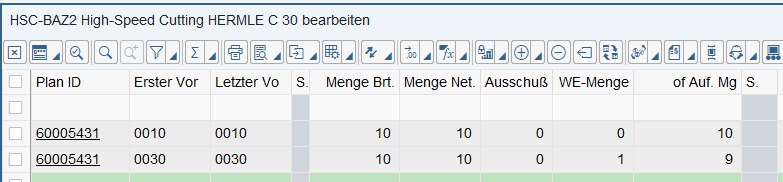 HSC-BAZ2 High-Speed Cutting HERMLE C 30 bearbeiten
Σ ,00
Plan ID Erster Vor Letzter Vo S. Menge Brt. Menge Net. Ausschuß WE-Menge of Auf. Mg S.
60005431 0010 0010 10 10 0 0 10
60005431 0030 0030 10 10 0 1 9